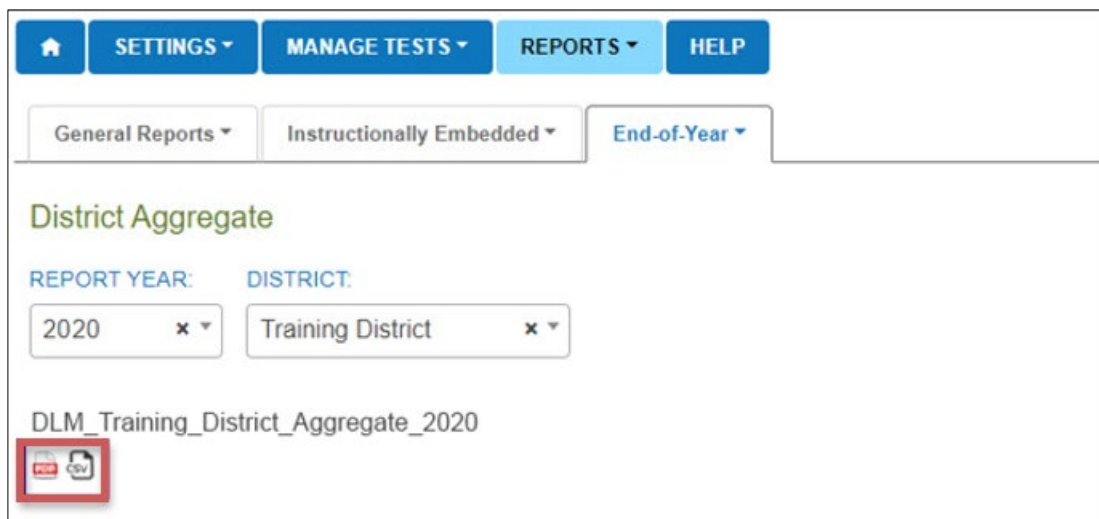 SETTINGS MANAGE TESTS REPORTS HELP
General Reports Instructionally Embedded End-of-Year
District Aggregate
REPORT YEAR: DISTRICT:
2020 Training District
DLM_Training_District_Aggregate_2020
PDF CSV